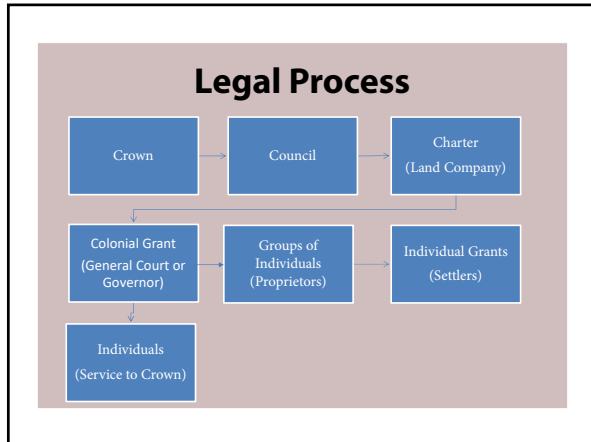 Legal Process
Crown
Council
Charter
(Land Company)
Colonial Grant
(General Court or
Governor)
Groups of
Individuals
(Proprietors)
Individual Grants
(Settlers)
Individuals
(Service to Crown)